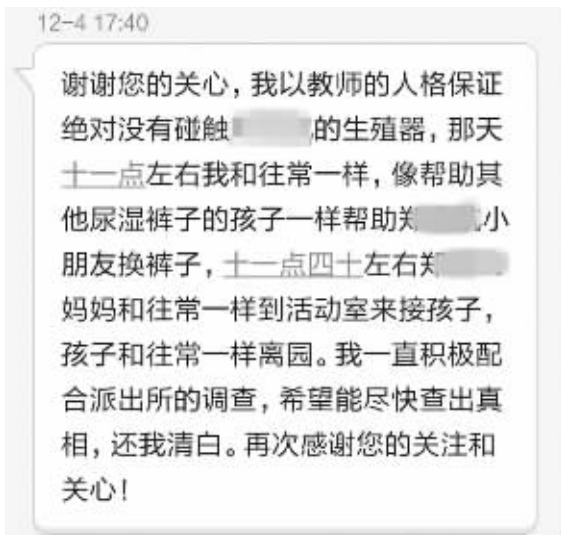 12-4 17:40
谢谢您的关心，我以教师的人格保证
绝对没有碰触的生殖器，那天
十一点左右我和往常一样，像帮助其
他尿湿裤子的孩子一样帮助郑小
朋友换裤子，十一点四十左右郑
妈妈和往常一样到活动室来接孩子，
孩子和往常一样离园。我一直积极配
合派出所的调查，希望能尽快查出真
相，还我清白。再次感谢您的关注和
关心！